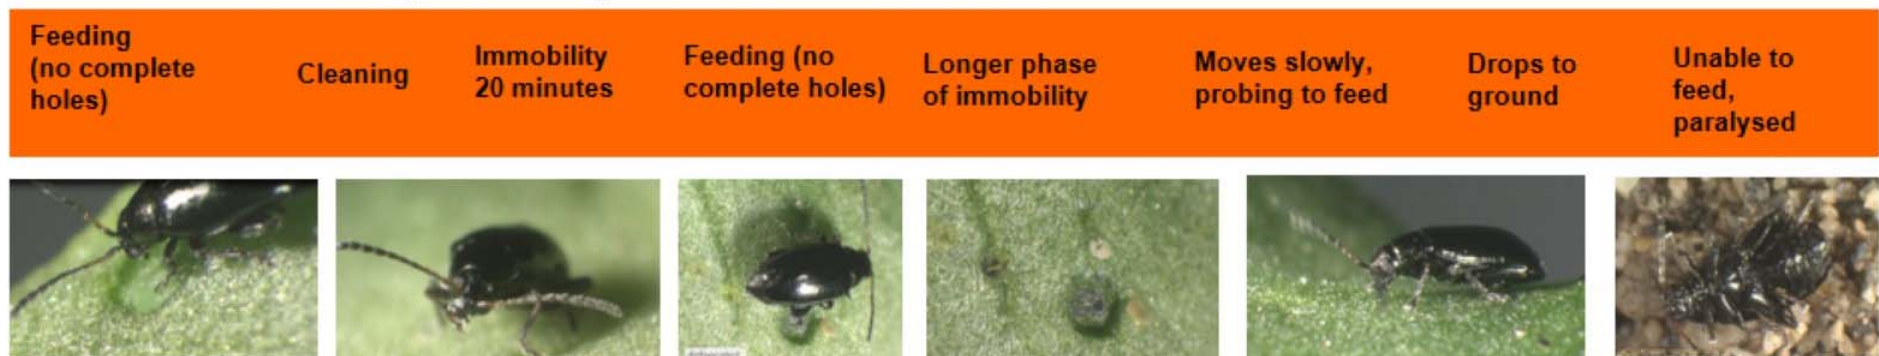 Feeding
(no complete
holes)
Cleaning
Immobility
20 minutes
Feeding (no
complete holes)
Longer phase
of immobility
Moves slowly,
probing to feed
Drops to
ground
Unable to
feed,
paralysed